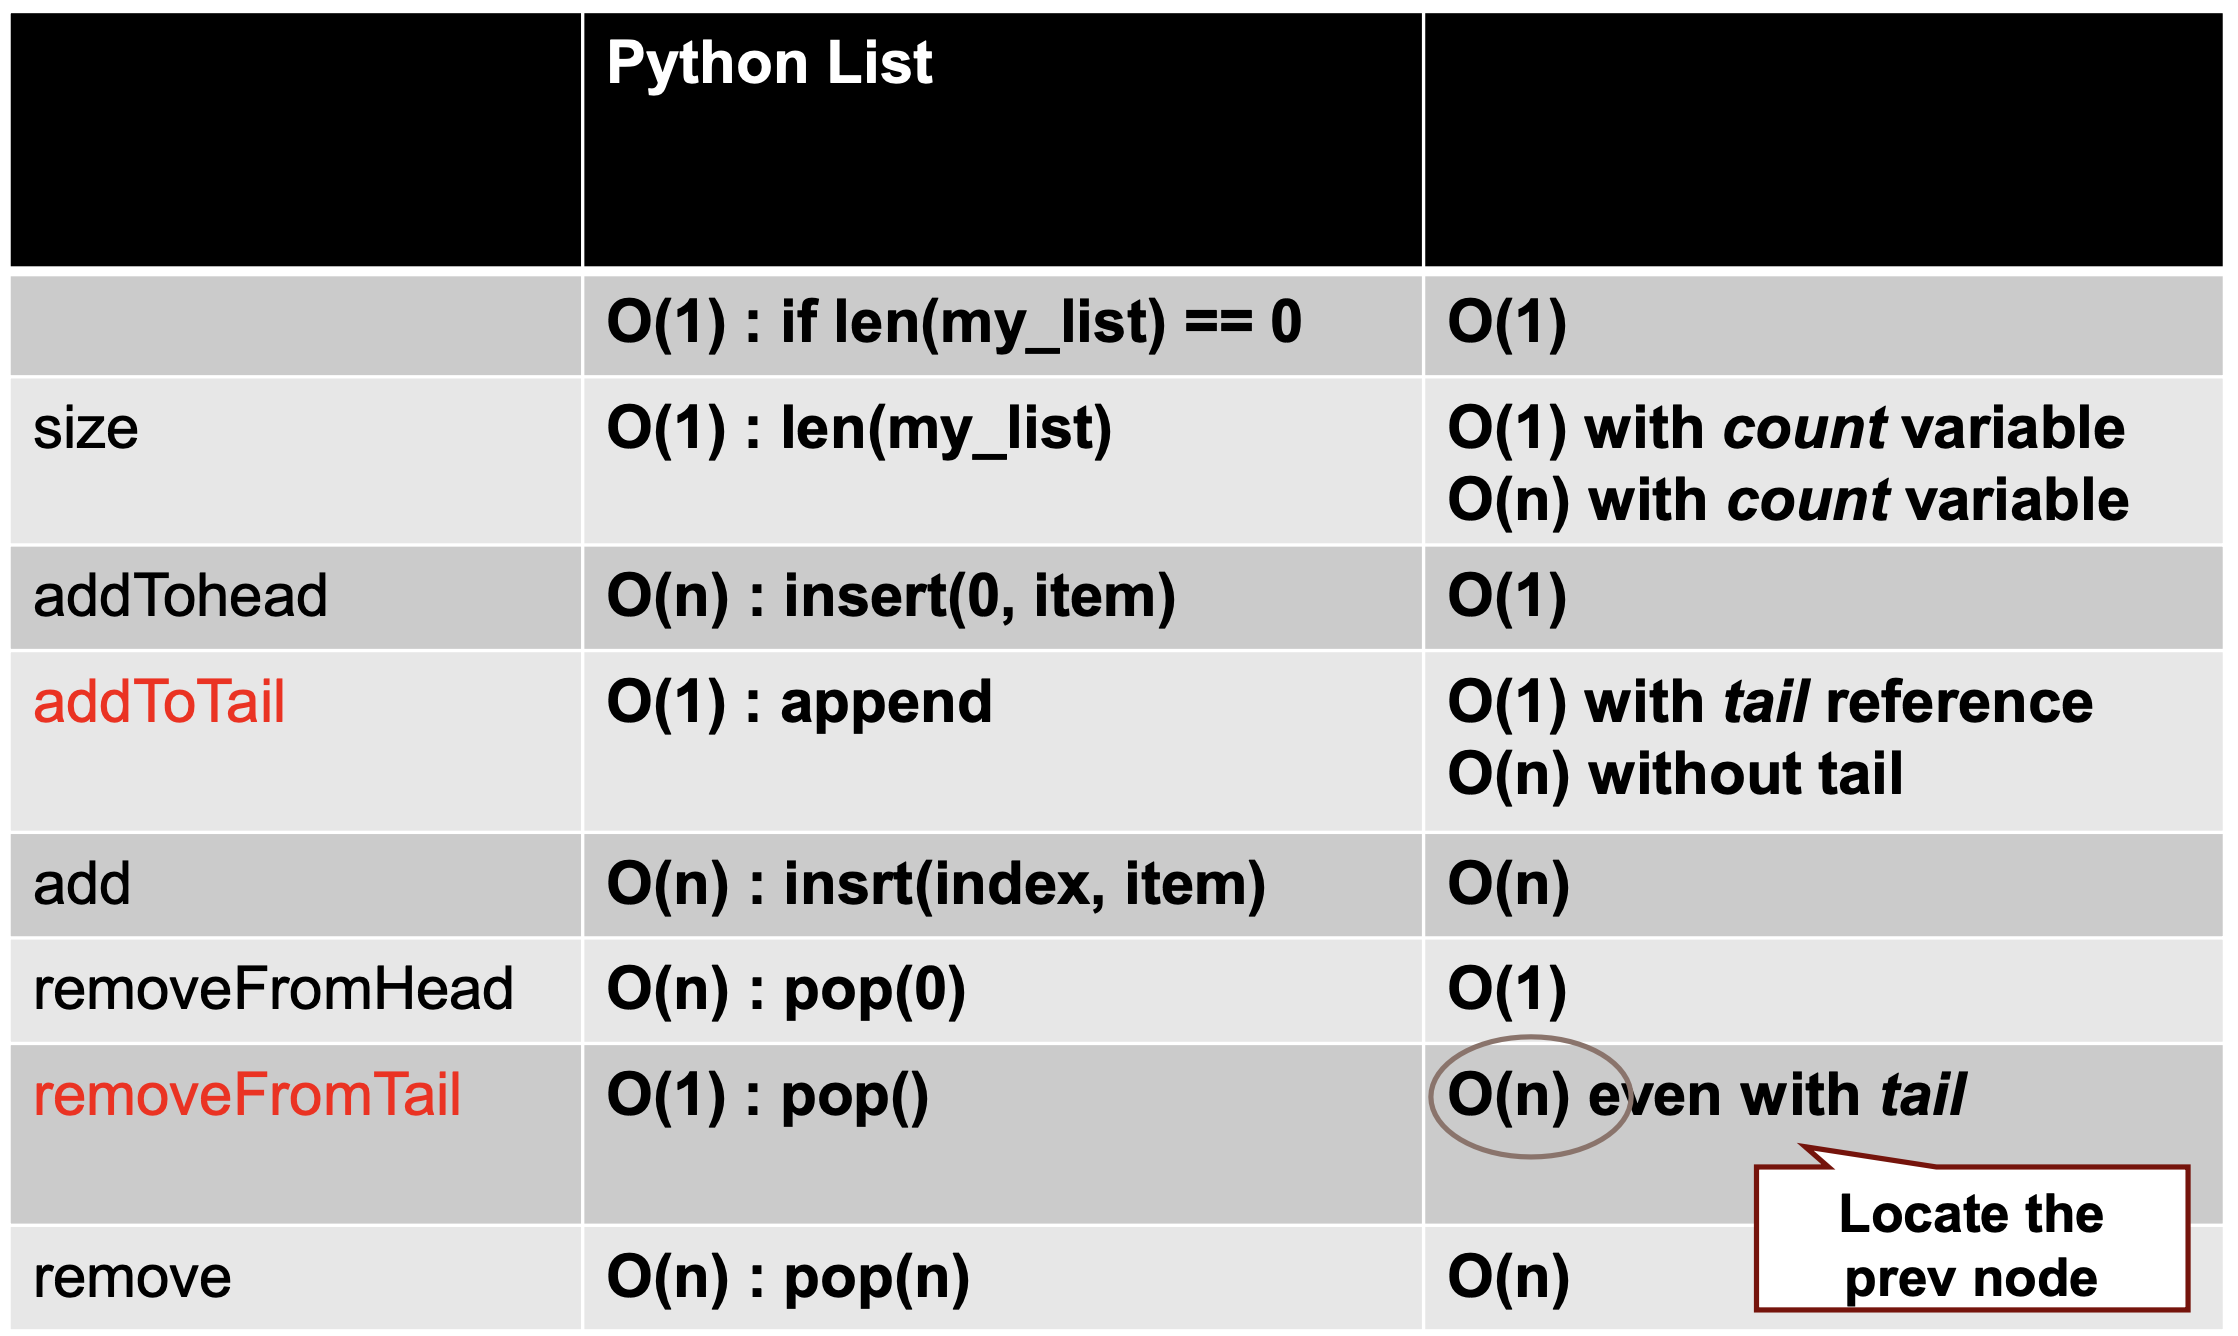 Python List
O(1) : if len(my_list) == 0
O(1)
size
O(1) : len(my_list)
O(1) with count variable
O(n) with count variable
addTohead
O(n) : insert(0, item)
O(1)
addToTail
O(1) : append
O(1) with tail reference
O(n) without tail
add
O(n) : insrt(index, item)
O(n)
removeFromHead
O(n) : pop(0)
O(1)
removeFromTail
O(1) : pop()
O(n) even with tail
Locate the
prev node
remove
O(n) : pop(n)
O(n)